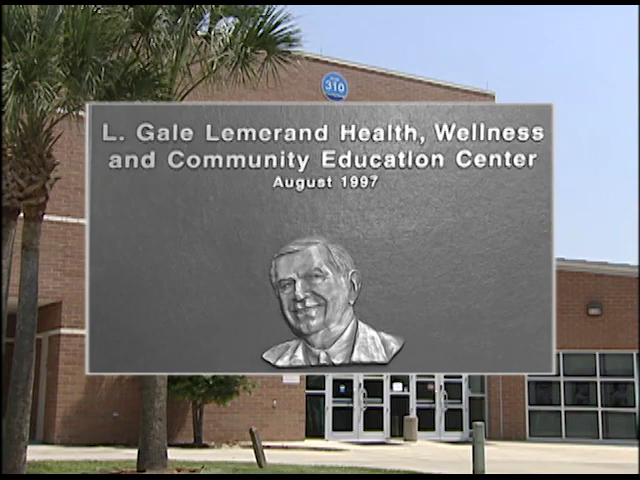 310
L. Gale Lemerand Health, Wellness
and Community Education Center
August 1997